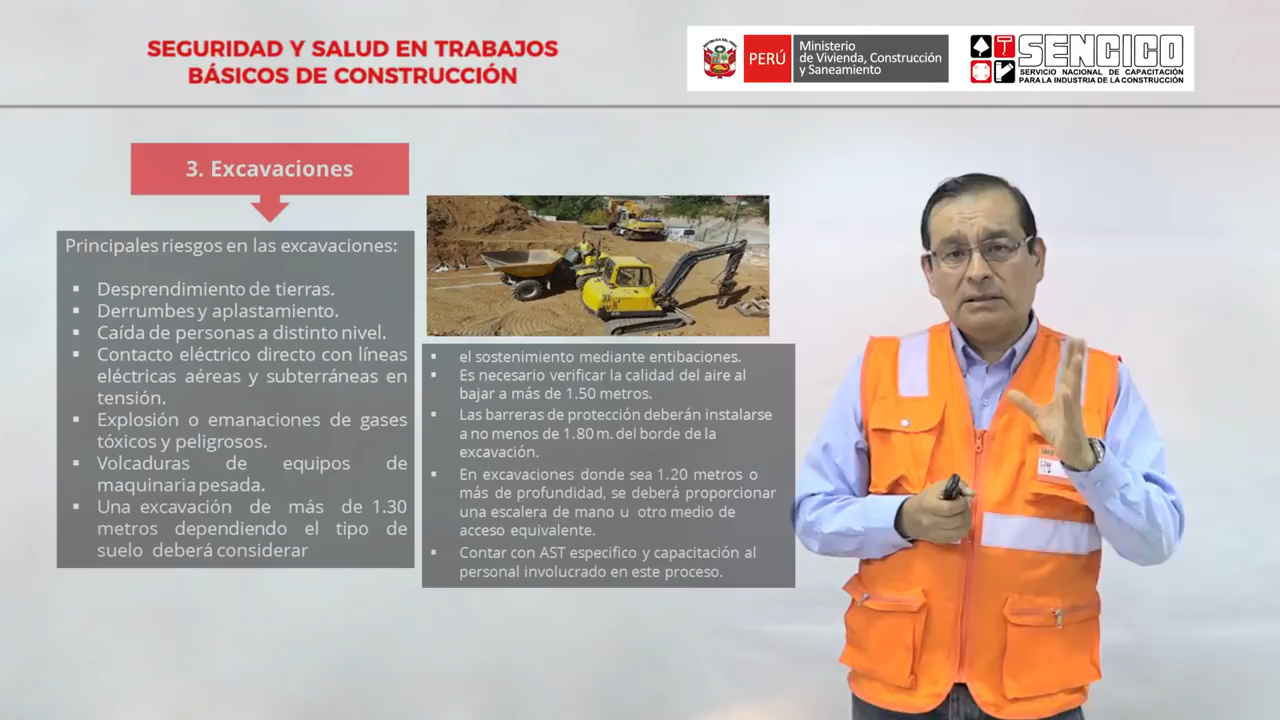 SEGURIDAD Y SALUD EN TRABAJOS
BÁSICOS DE CONSTRUCCIÓN
PERÚ
Ministerio
de Vivienda, Construcción
y Saneamiento
SENCICO
SERVICIO NACIONAL DE CAPACITACIÓN
PARA LA INDUSTRIA DE LA CONSTRUCCIÓN
3. Excavaciones
Principales riesgos en las excavaciones:
▪ Desprendimiento de tierras.
▪ Derrumbes y aplastamiento.
▪ Caída de personas a distinto nivel.
▪ Contacto eléctrico directo con líneas
eléctricas aéreas y subterráneas en
tensión.
▪ Explosión o emanaciones de gases
tóxicos y peligrosos.
▪ Volcaduras de equipos de
maquinaria pesada.
▪ Una excavación de más de 1.30
metros dependiendo el tipo de
suelo deberá considerar
▪ el sostenimiento mediante entibaciones.
▪ Es necesario verificar la calidad del aire al
bajar a más de 1.50 metros.
▪ Las barreras de protección deberán instalarse
a no menos de 1.80 m. del borde de la
excavación.
▪ En excavaciones donde sea 1.20 metros o
más de profundidad, se deberá proporcionar
una escalera de mano u otro medio de
acceso equivalente.
▪ Contar con AST especifico y capacitación al
personal involucrado en este proceso.